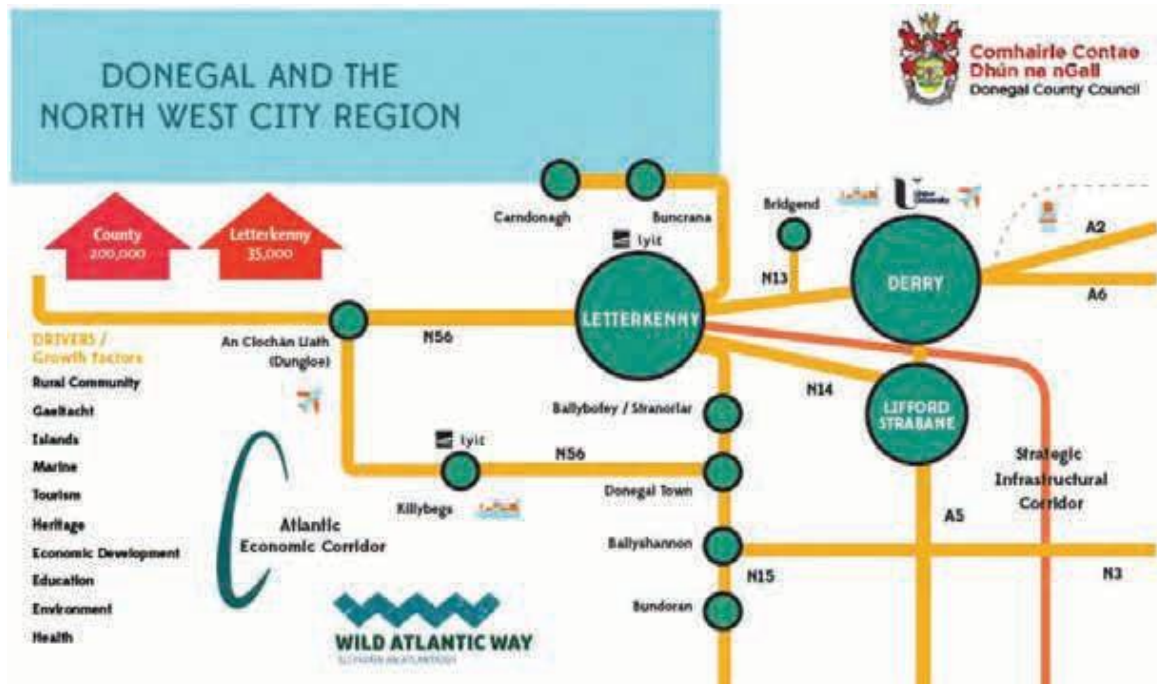 DONEGAL AND THE
NORTH WEST CITY REGION
Comhairle Contae
Dhún na nGall
Donegal County Council
County
200,000
Letterkenny
35,000
Carndonagh
Buncrana
Bridgend
Ulster
University
lyit
LETTERKENNY
DERRY
N13
A2
A6
An Clochán Liath
(Dungloe)
N56
N14
LIFFORD
STRABANE
DRIVERS /
Growth factors
Rural Community
Gaeltacht
Islands
Marine
Tourism
Heritage
Economic Development
Education
Environment
Health
Ballybofey / Stranorlar
lyit
N56
Killybegs
Donegal Town
Strategic
Infrastructural
Corridor
Atlantic
Economic Corridor
A5
Ballyshannon
N15
N3
Bundoran
WILD ATLANTIC WAY